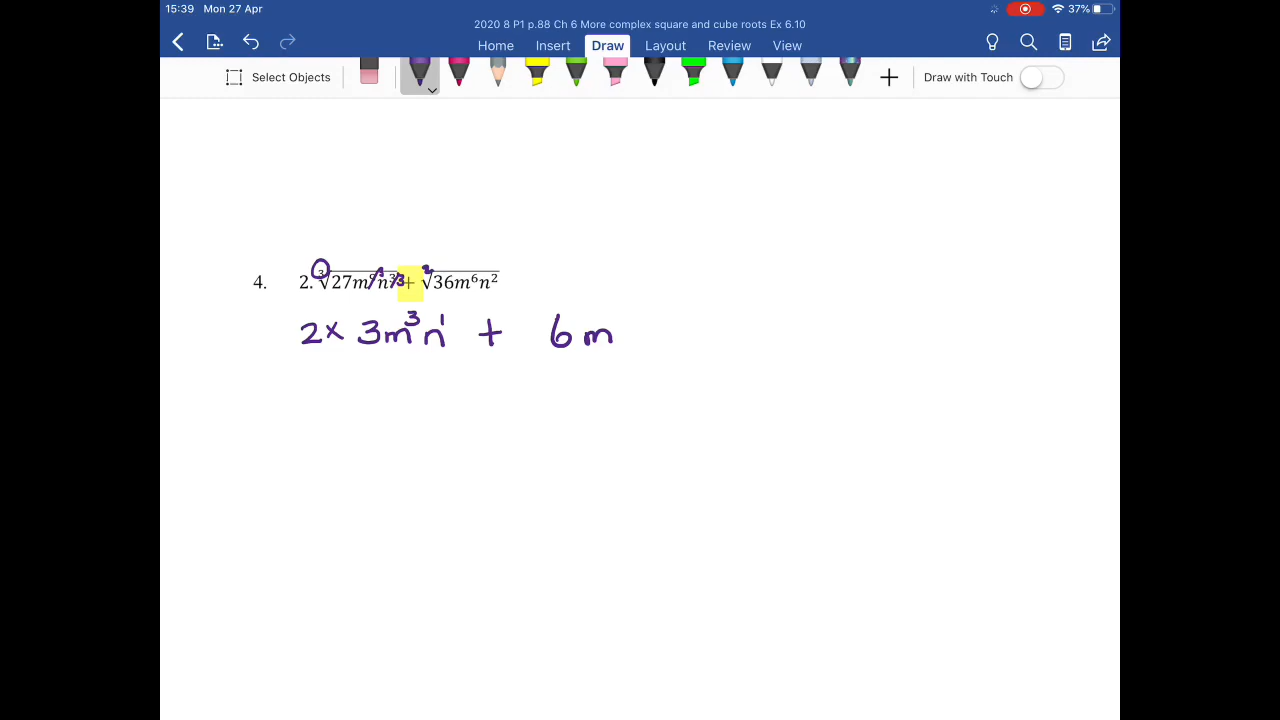 15:39 Mon 27 Apr 37%
2020 8 P1 p.88 Ch 6 More complex square and cube roots Ex 6.10
Home Insert Draw Layout Review View
Select Objects Draw with Touch
4. 2. ∛27m⁹n³ + √36m⁶n²
2 × 3m³n¹ + 6m